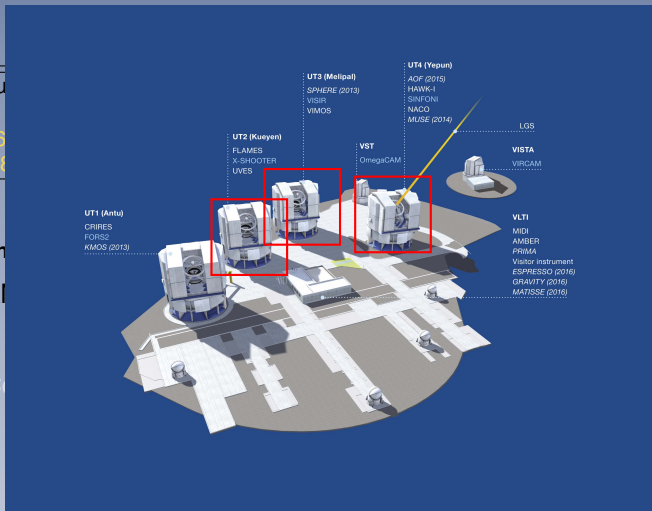 UT1 (Antu)
CRIRES
FORS2
KMOS (2013)
UT2 (Kueyen)
FLAMES
X-SHOOTER
UVES
UT3 (Melipal)
SPHERE (2013)
VISIR
VIMOS
VST
OmegaCAM
UT4 (Yepun)
AOF (2015)
HAWK-I
SINFONI
NACO
MUSE (2014)
LGS
VISTA
VIRCAM
VLTI
MIDI
AMBER
PRIMA
Visitor instrument
ESPRESSO (2016)
GRAVITY (2016)
MATISSE (2016)